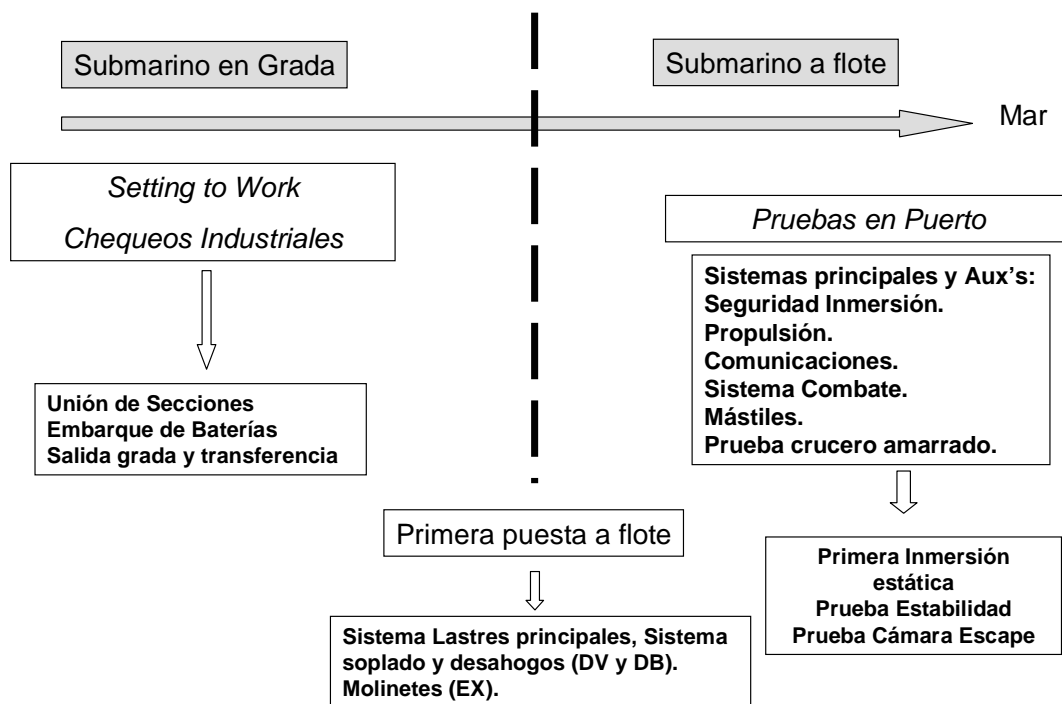 Submarino en Grada
Submarino a flote
Mar
Setting to Work
Chequeos Industriales
Pruebas en Puerto
Sistemas principales y Aux's:
Seguridad Inmersión.
Propulsión.
Comunicaciones.
Sistema Combate.
Mástiles.
Prueba crucero amarrado.
Unión de Secciones
Embarque de Baterías
Salida grada y transferencia
Primera puesta a flote
Primera Inmersión
estática
Prueba Estabilidad
Prueba Cámara Escape
Sistema Lastres principales, Sistema
soplado y desahogos (DV y DB).
Molinetes (EX).